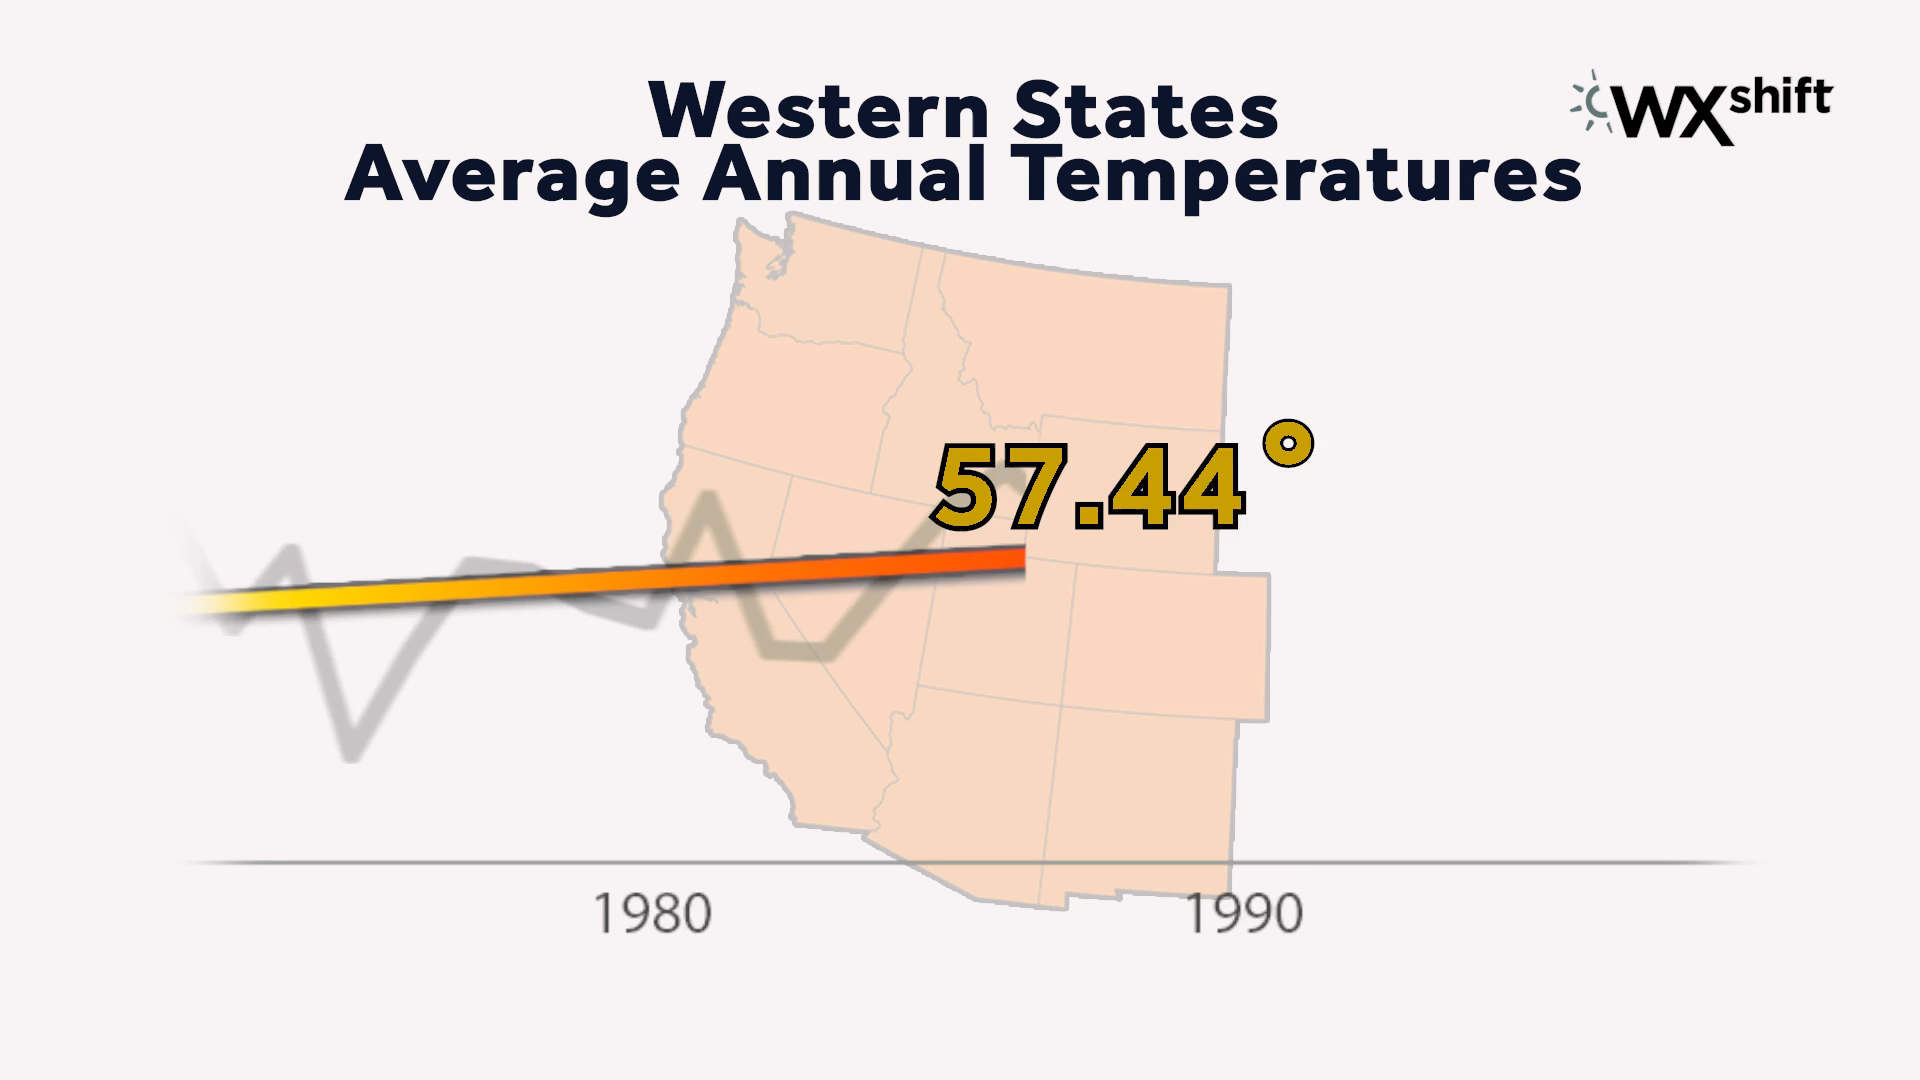 Western States
Average Annual Temperatures
WXshift
57.44°
1980
1990